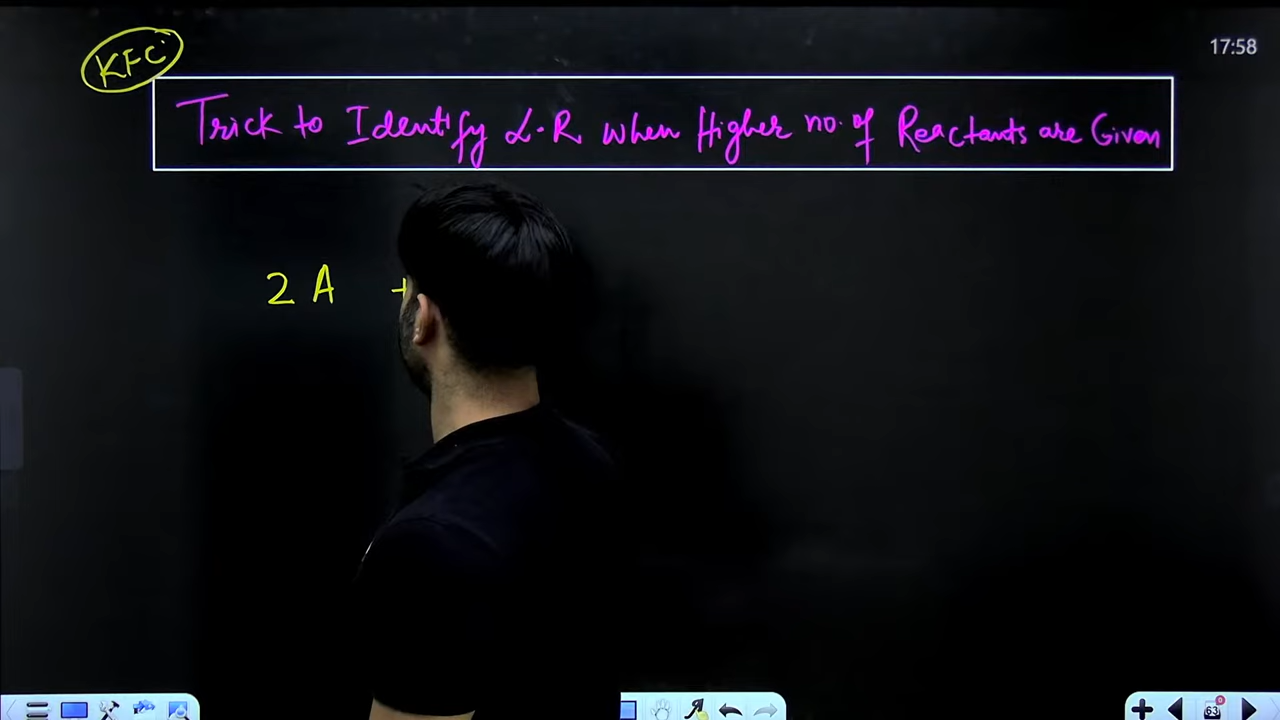 KFC
17:58
Trick to Identify L.R when Higher no. of Reactants are Given
2 A +
63